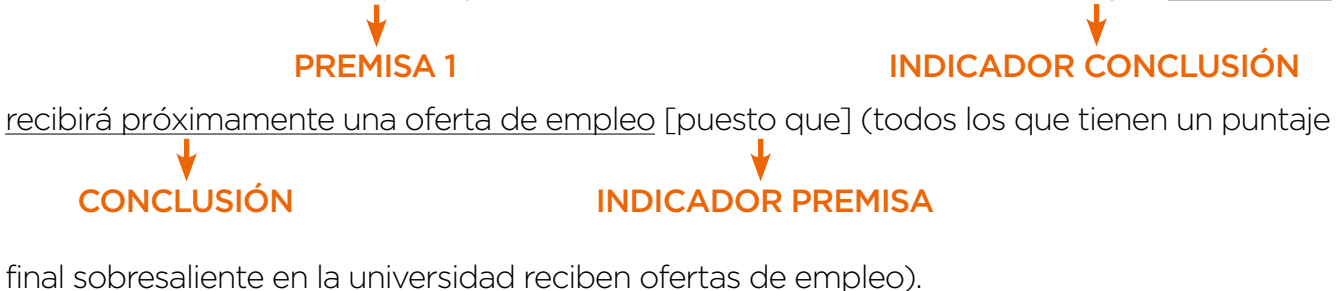 PREMISA 1 INDICADOR CONCLUSIÓN
recibirá próximamente una oferta de empleo [puesto que] (todos los que tienen un puntaje
CONCLUSIÓN INDICADOR PREMISA
final sobresaliente en la universidad reciben ofertas de empleo).